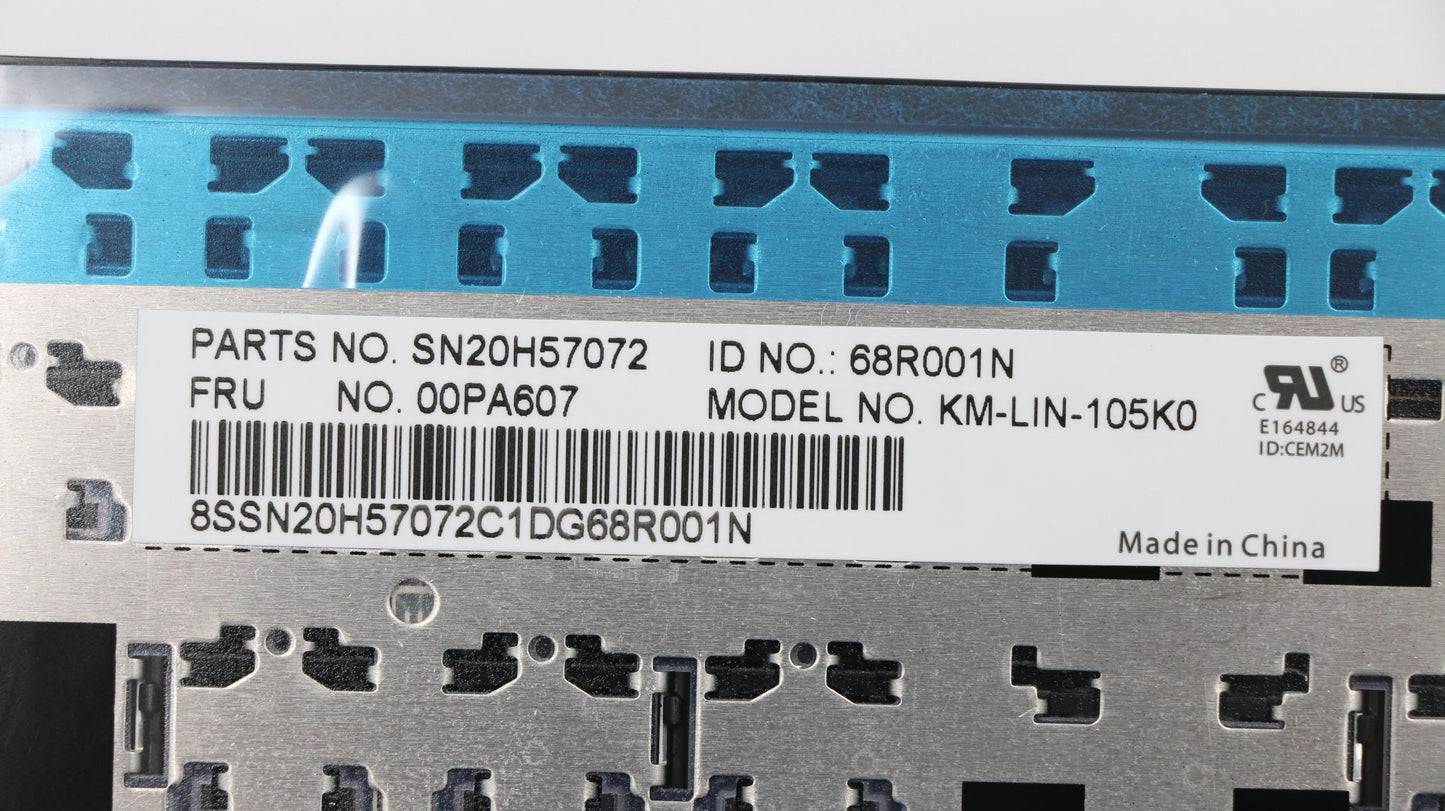 PARTS NO. SN20H57072 ID NO.: 68R001N
FRU NO. 00PA607 MODEL NO. KM-LIN-105K0
8SSN20H57072C1DG68R001N
C RU US ®
E164844
ID:CEM2M
Made in China